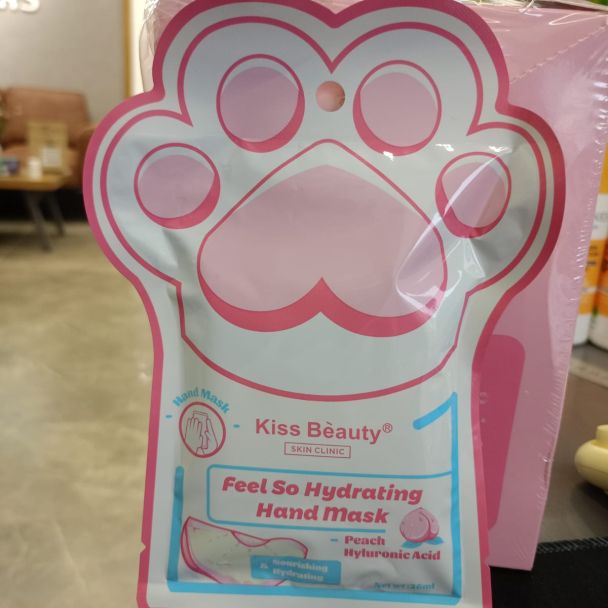 Hand Mask
Kiss Bèauty®
SKIN CLINIC
Feel So Hydrating
Hand Mask
Peach
Hyluronic Acid
Nourishing
& Hydrating